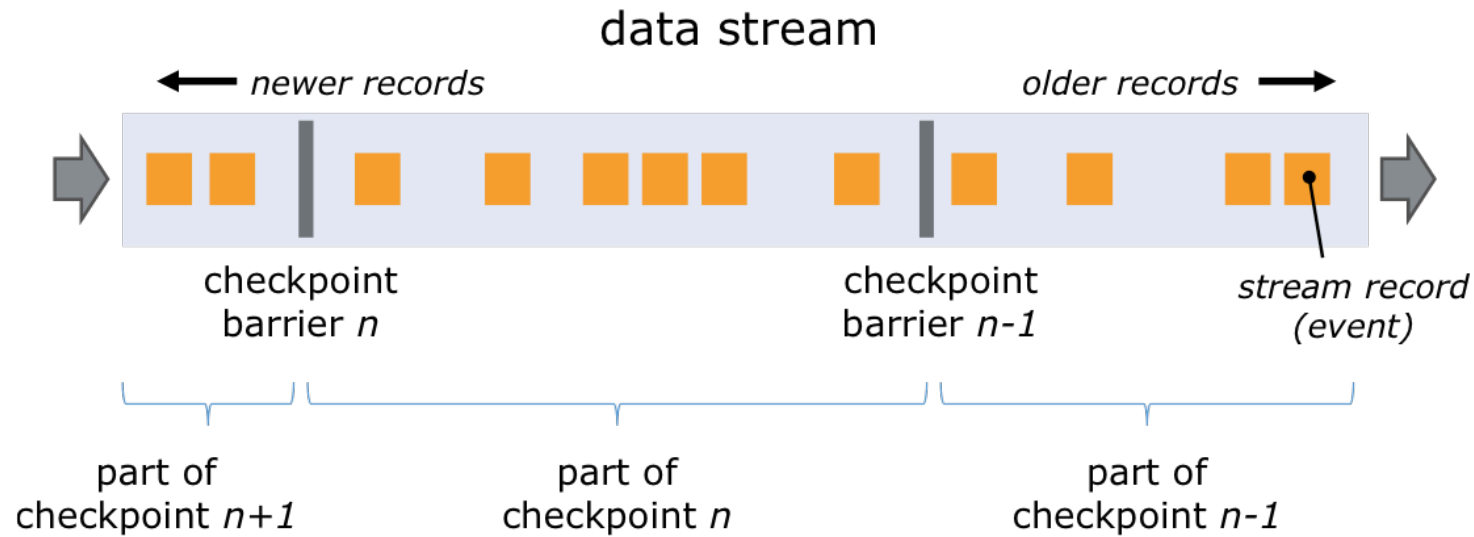 data stream
newer records
older records
checkpoint
barrier n
checkpoint
barrier n-1
stream record
(event)
part of
checkpoint n+1
part of
checkpoint n
part of
checkpoint n-1